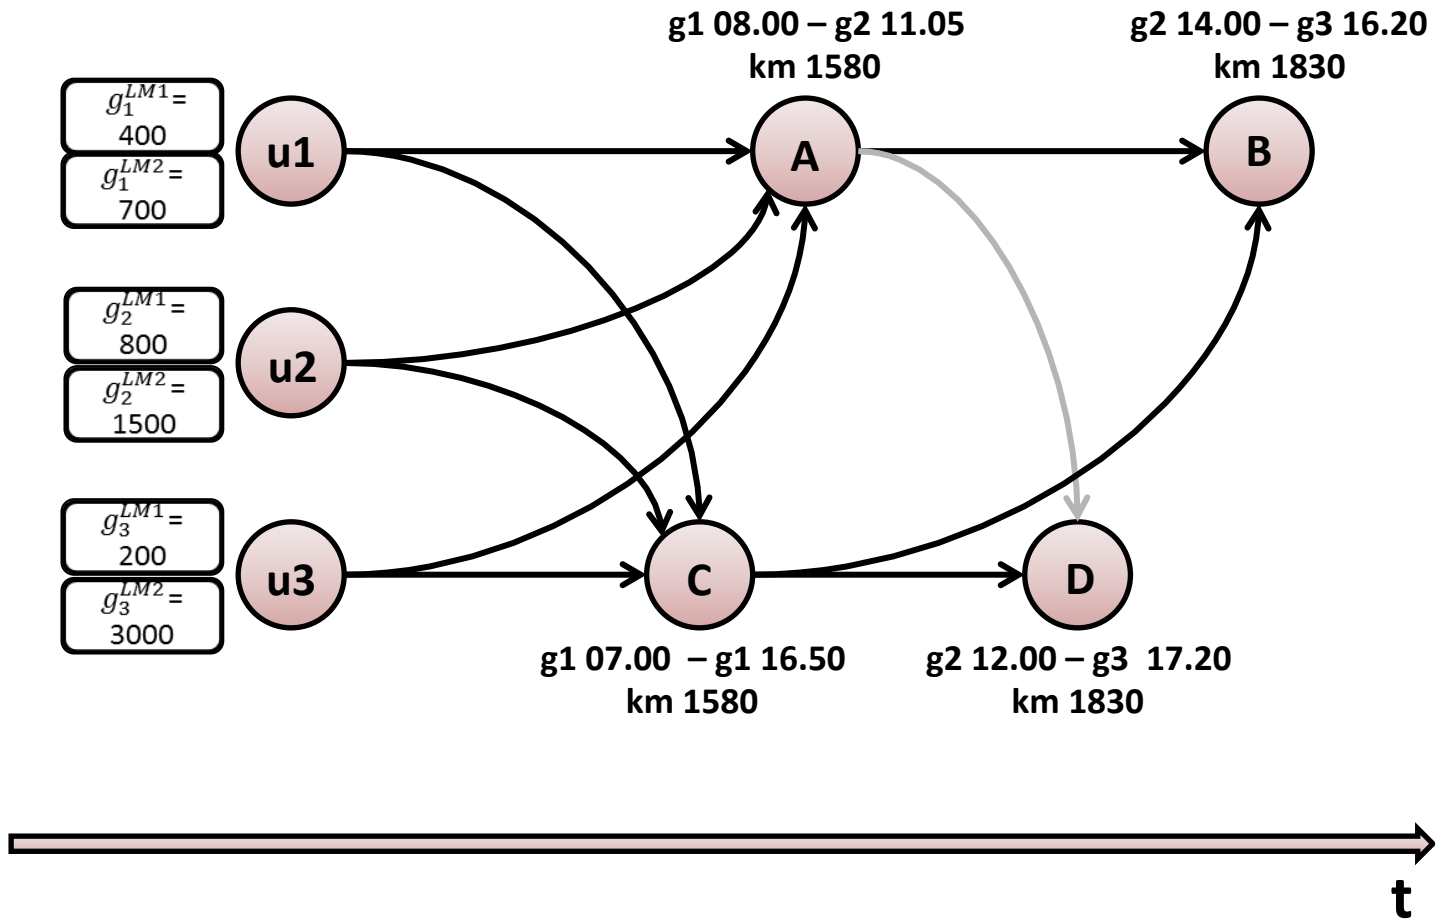 g1 08.00 – g2 11.05
km 1580
g2 14.00 – g3 16.20
km 1830
g₁^{LM1}=
400
g₁^{LM2}=
700
u1
A
B
g₂^{LM1}=
800
g₂^{LM2}=
1500
u2
g₃^{LM1}=
200
g₃^{LM2}=
3000
u3
C
D
g1 07.00 – g1 16.50
km 1580
g2 12.00 – g3 17.20
km 1830
t